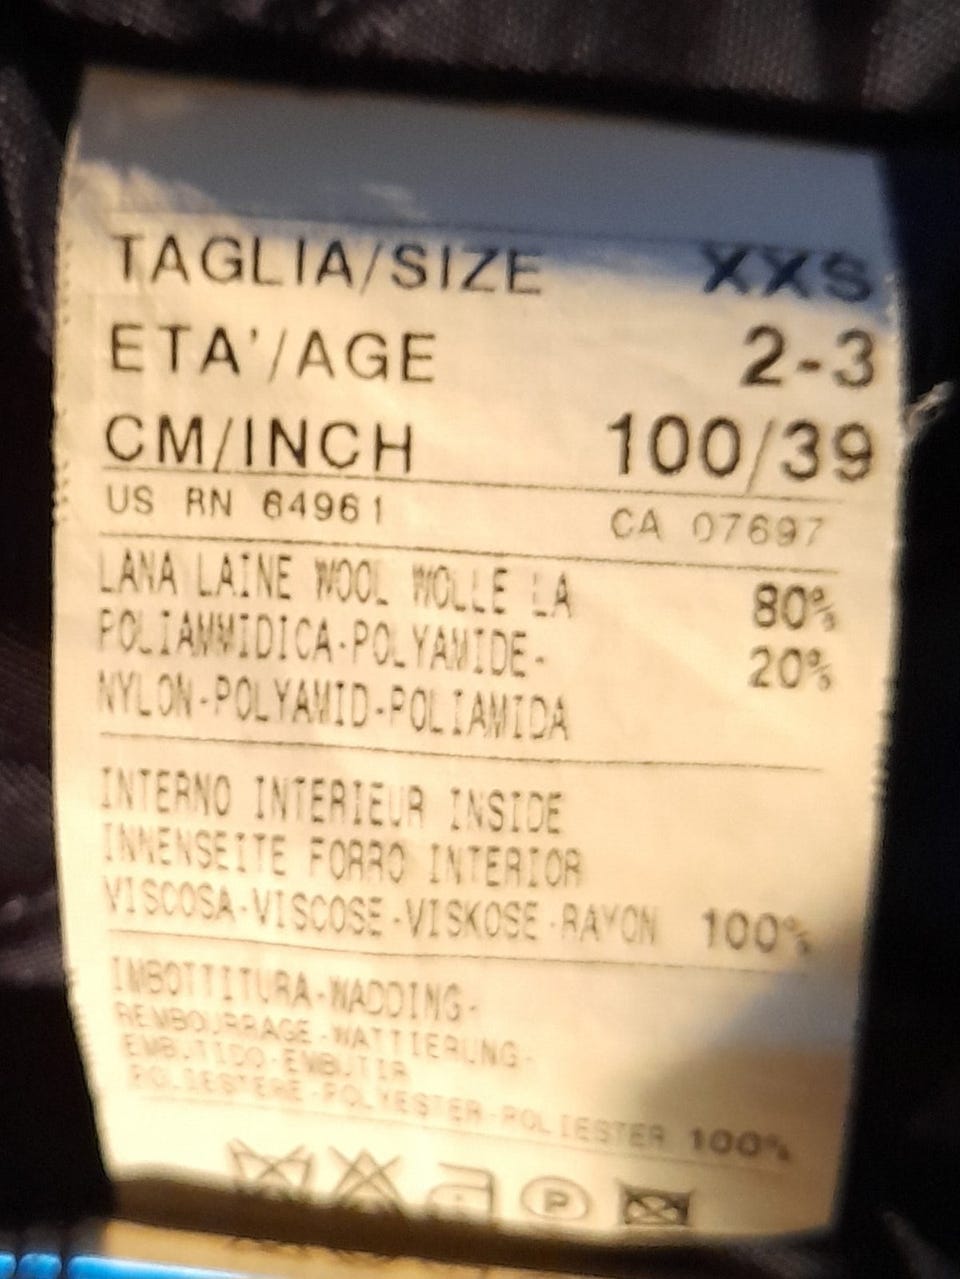 TAGLIA/SIZE XXS
ETA'/AGE 2-3
CM/INCH 100/39
US RN 64961 CA 07697
LANA LAINE WOOL WOLLE LA 80%
POLIAMMIDICA-POLYAMIDE- 20%
NYLON-POLYAMID-POLIAMIDA
INTERNO INTERIEUR INSIDE
INNENSEITE FORRO INTERIOR
VISCOSA-VISCOSE-VISKOSE-RAYON 100%
IMBOTTITURA-WADDING-
REMBOURRAGE-WATTIERUNG-
EMBUTIDO-EMBUTIR
POLIESTERE-POLYESTER-POLIESTER 100%
P